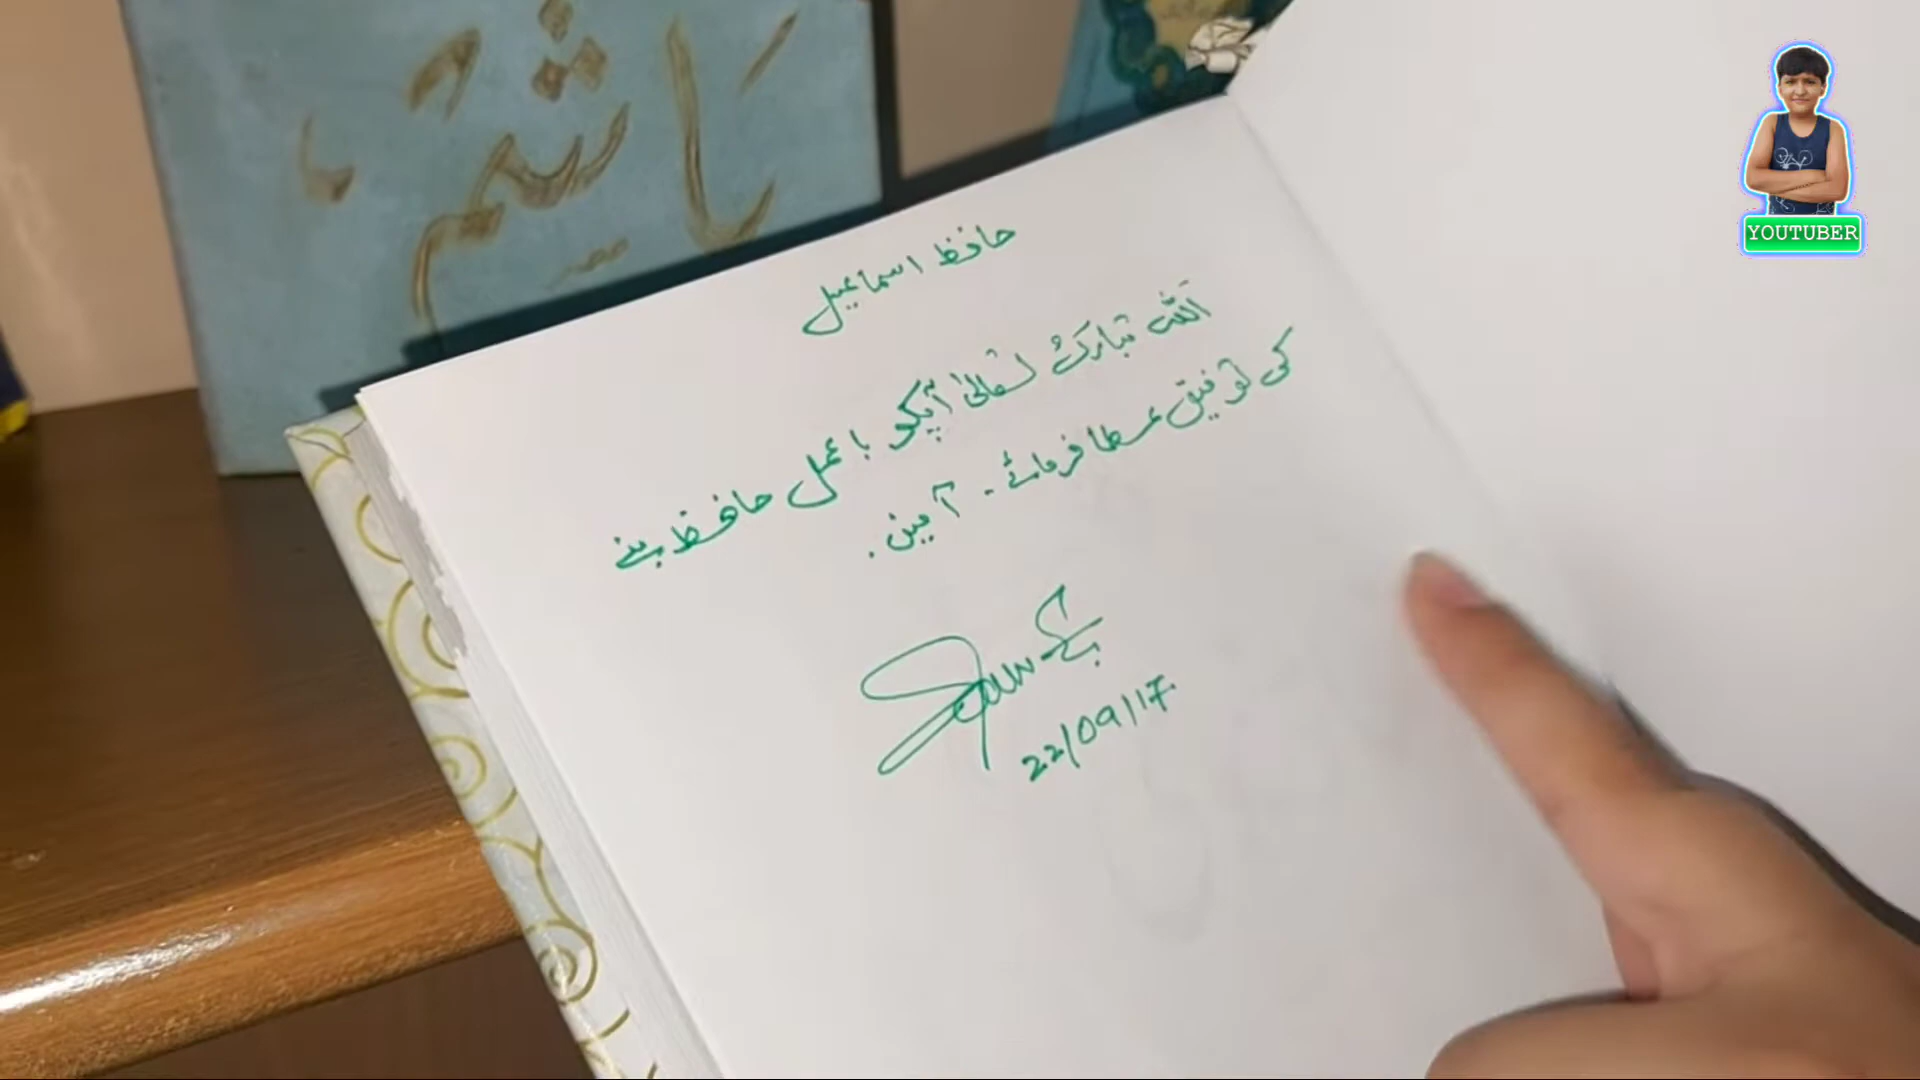 حافظ اسماعیل
اللہ تبارک تعالیٰ آپکو باعمل حافظ بننے
کی توفیق عطا فرمائے۔ آمین.
22/09/17
YOUTUBER